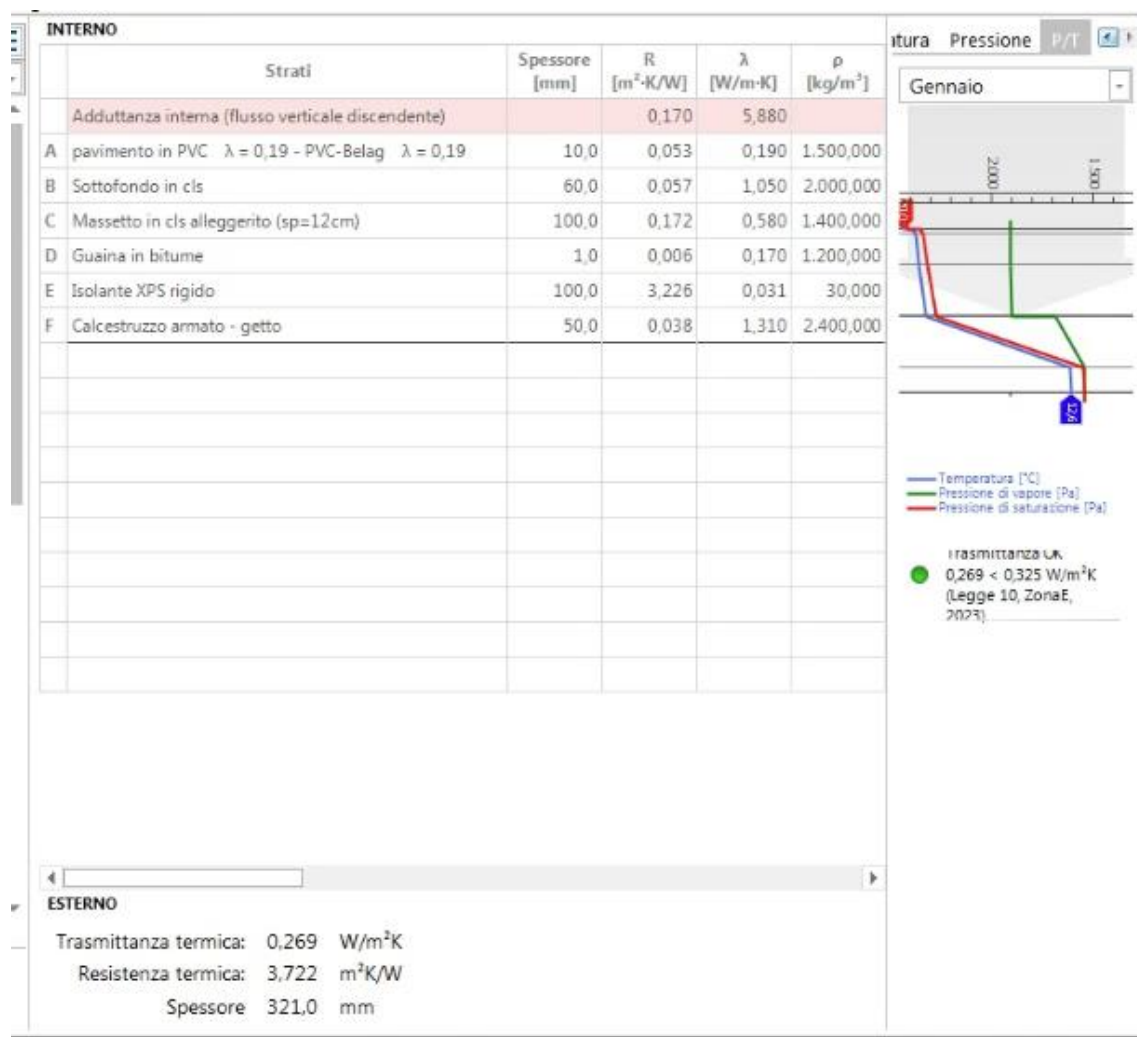 INTERNO
Strati Spessore [mm] R [m²·K/W] λ [W/m·K] ρ [kg/m³]
Adduttanza interna (flusso verticale discendente) 0,170 5,880
A pavimento in PVC λ = 0,19 - PVC-Belag λ = 0,19 10,0 0,053 0,190 1.500,000
B Sottofondo in cls 60,0 0,057 1,050 2.000,000
C Massetto in cls alleggerito (sp=12cm) 100,0 0,172 0,580 1.400,000
D Guaina in bitume 1,0 0,006 0,170 1.200,000
E Isolante XPS rigido 100,0 3,226 0,031 30,000
F Calcestruzzo armato - getto 50,0 0,038 1,310 2.400,000
ESTERNO
Trasmittanza termica: 0,269 W/m²K
Resistenza termica: 3,722 m²K/W
Spessore 321,0 mm
itura Pressione P/T
Gennaio
2.000 1.500
12,6
Temperatura [°C]
Pressione di vapore [Pa]
Pressione di saturazione [Pa]
Trasmittanza OK
0,269 < 0,325 W/m²K
(Legge 10, ZonaE,
2023)